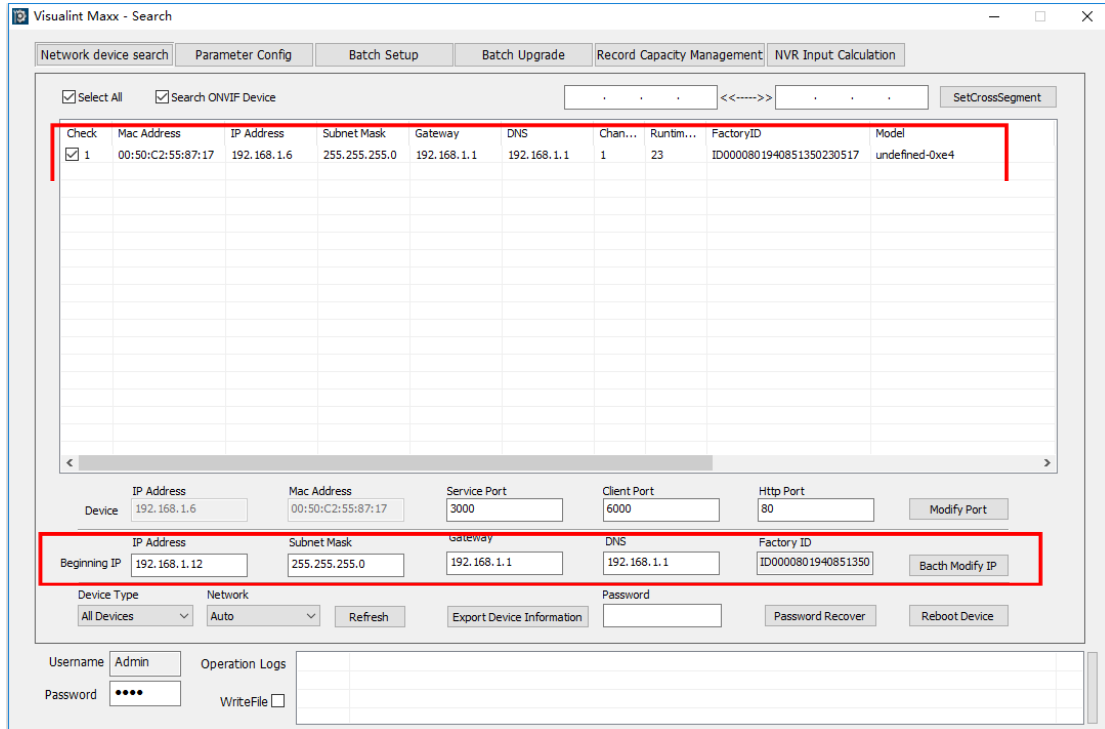 Visualint Maxx - Search
Network device search Parameter Config Batch Setup Batch Upgrade Record Capacity Management NVR Input Calculation
Select All Search ONVIF Device . . . <<----->> . . . SetCrossSegment
Check Mac Address IP Address Subnet Mask Gateway DNS Chan... Runtim... FactoryID Model
1 00:50:C2:55:87:17 192.168.1.6 255.255.255.0 192.168.1.1 192.168.1.1 1 23 ID0000801940851350230517 undefined-0xe4
IP Address Mac Address Service Port Client Port Http Port
Device 192.168.1.6 00:50:C2:55:87:17 3000 6000 80 Modify Port
IP Address Subnet Mask Gateway DNS Factory ID
Beginning IP 192.168.1.12 255.255.255.0 192.168.1.1 192.168.1.1 ID0000801940851350 Bacth Modify IP
Device Type Network Password
All Devices Auto Refresh Export Device Information Password Recover Reboot Device
Username Admin Operation Logs
Password •••• WriteFile